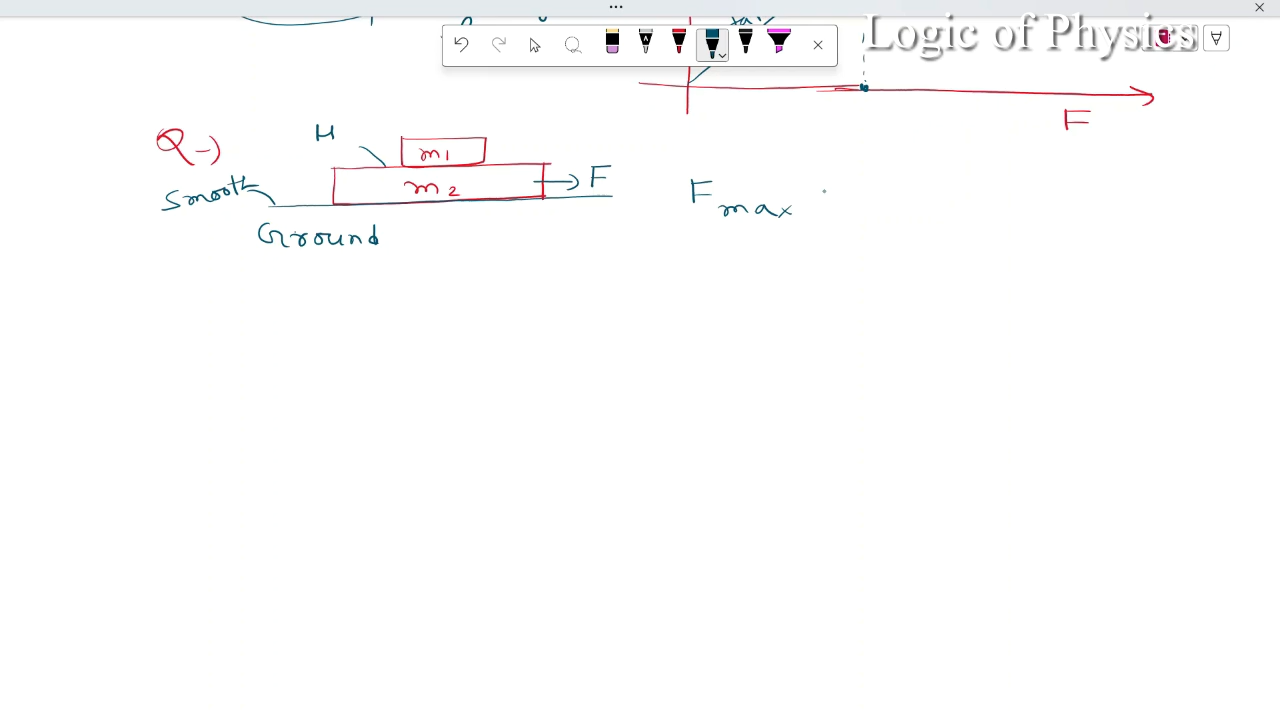 Logic of Physics
F
Q→)
μ
m1
Smooth
m2
F
Fmax
Ground